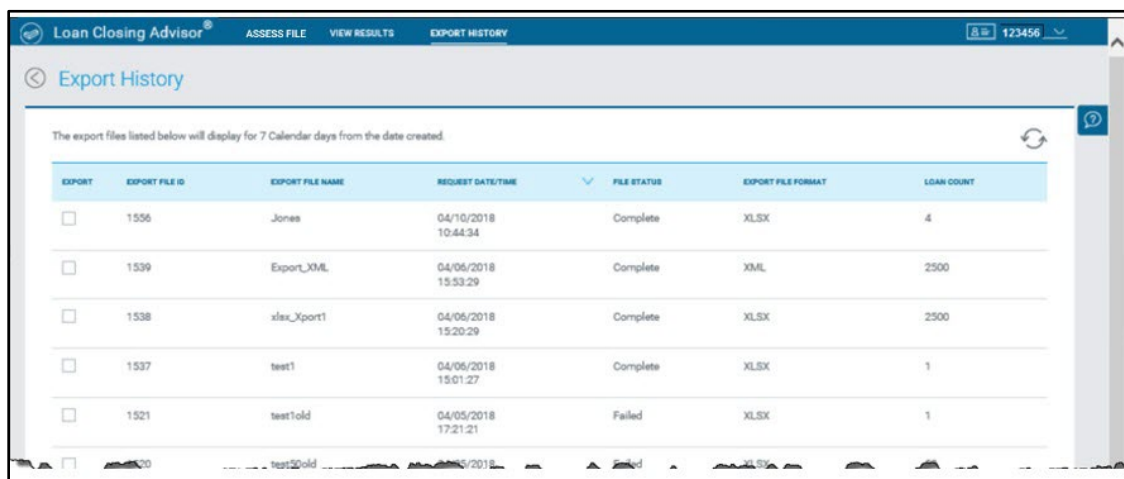 Loan Closing Advisor® ASSESS FILE VIEW RESULTS EXPORT HISTORY 123456
Export History
The export files listed below will display for 7 Calendar days from the date created.
EXPORT EXPORT FILE ID EXPORT FILE NAME REQUEST DATE/TIME FILE STATUS EXPORT FILE FORMAT LOAN COUNT
1556 Jones 04/10/2018 Complete XLSX 4
10:44:34
1539 Export_XML 04/06/2018 Complete XML 2500
15:53:29
1538 xlsx_Xport1 04/06/2018 Complete XLSX 2500
15:20:29
1537 test1 04/06/2018 Complete XLSX 1
15:01:27
1521 test1old 04/05/2018 Failed XLSX 1
17:21:21
test50old Failed XLSX